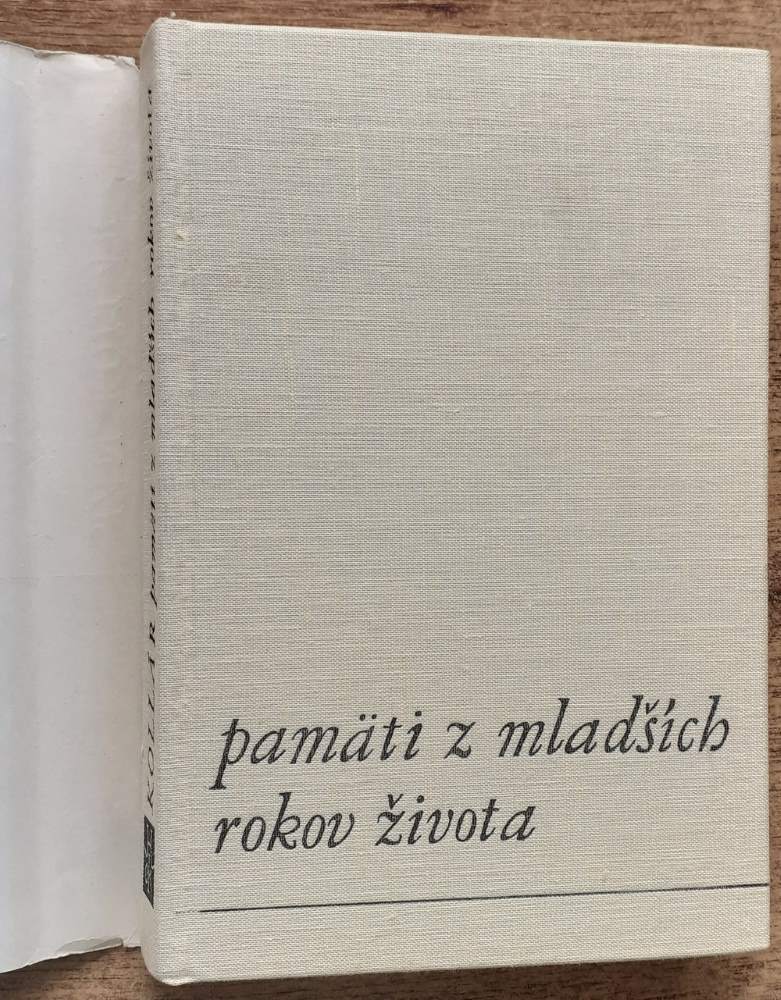 pamäti z mladších
rokov života
KOLLÁR pamäti z mladších rokov života